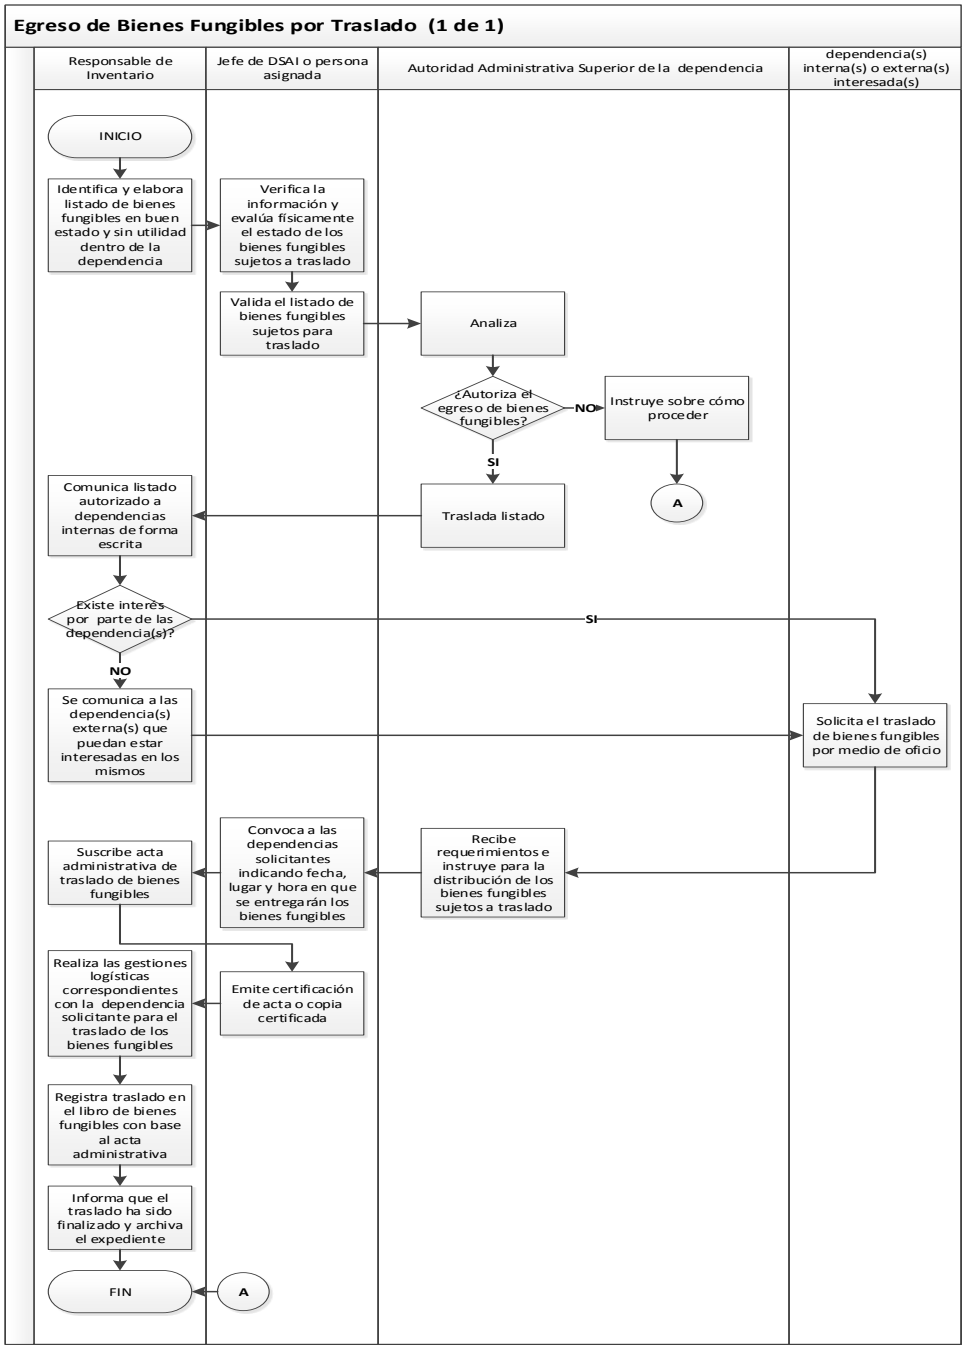 Egreso de Bienes Fungibles por Traslado (1 de 1)
Responsable de
Inventario
Jefe de DSAI o persona
asignada
Autoridad Administrativa Superior de la dependencia
dependencia(s)
interna(s) o externa(s)
interesada(s)
INICIO
Identifica y elabora
listado de bienes
fungibles en buen
estado y sin utilidad
dentro de la
dependencia
Verifica la
información y
evalúa físicamente
el estado de los
bienes fungibles
sujetos a traslado
Valida el listado de
bienes fungibles
sujetos para
traslado
Analiza
¿Autoriza el
egreso de bienes
fungibles?
NO
Instruye sobre cómo
proceder
SI
A
Traslada listado
Comunica listado
autorizado a
dependencias
internas de forma
escrita
Existe interés
por parte de las
dependencia(s)?
SI
NO
Se comunica a las
dependencia(s)
externa(s) que
puedan estar
interesadas en los
mismos
Solicita el traslado
de bienes fungibles
por medio de oficio
Recibe
requerimientos e
instruye para la
distribución de los
bienes fungibles
sujetos a traslado
Convoca a las
dependencias
solicitantes
indicando fecha,
lugar y hora en que
se entregarán los
bienes fungibles
Suscribe acta
administrativa de
traslado de bienes
fungibles
Emite certificación
de acta o copia
certificada
Realiza las gestiones
logísticas
correspondientes
con la dependencia
solicitante para el
traslado de los
bienes fungibles
Registra traslado en
el libro de bienes
fungibles con base
al acta
administrativa
Informa que el
traslado ha sido
finalizado y archiva
el expediente
FIN
A